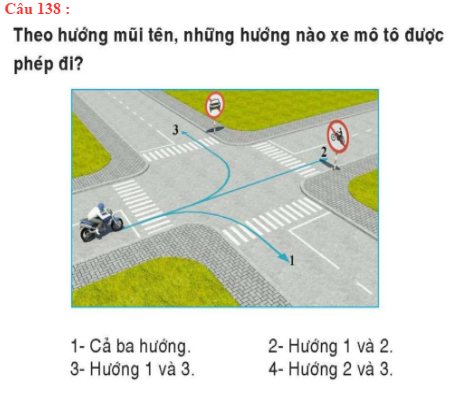 Câu 138 :
Theo hướng mũi tên, những hướng nào xe mô tô được
phép đi?
3
2
1
1- Cả ba hướng. 2- Hướng 1 và 2.
3- Hướng 1 và 3. 4- Hướng 2 và 3.